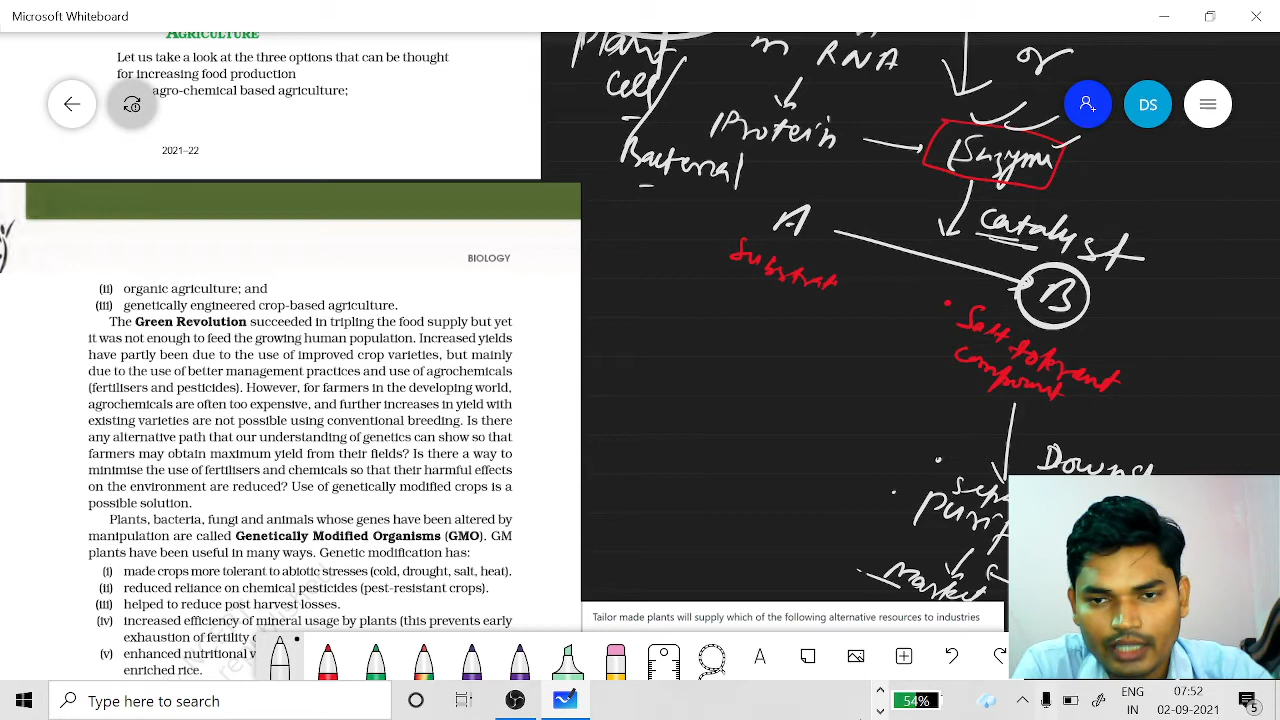 Microsoft Whiteboard
AGRICULTURE
Let us take a look at the three options that can be thought
for increasing food production
agro-chemical based agriculture;
2021–22
BIOLOGY
(ii) organic agriculture; and
(iii) genetically engineered crop-based agriculture.
The Green Revolution succeeded in tripling the food supply but yet
it was not enough to feed the growing human population. Increased yields
have partly been due to the use of improved crop varieties, but mainly
due to the use of better management practices and use of agrochemicals
(fertilisers and pesticides). However, for farmers in the developing world,
agrochemicals are often too expensive, and further increases in yield with
existing varieties are not possible using conventional breeding. Is there
any alternative path that our understanding of genetics can show so that
farmers may obtain maximum yield from their fields? Is there a way to
minimise the use of fertilisers and chemicals so that their harmful effects
on the environment are reduced? Use of genetically modified crops is a
possible solution.
Plants, bacteria, fungi and animals whose genes have been altered by
manipulation are called Genetically Modified Organisms (GMO). GM
plants have been useful in many ways. Genetic modification has:
(i) made crops more tolerant to abiotic stresses (cold, drought, salt, heat).
(ii) reduced reliance on chemical pesticides (pest-resistant crops).
(iii) helped to reduce post harvest losses.
(iv) increased efficiency of mineral usage by plants (this prevents early
exhaustion of fertility
(v) enhanced nutritional
enriched rice.
Plant
Cell
Bacterial
m RNA
or
Protein
Enzyme
Catalyst
A
B
Substrat
Salt tolerent
compount
market
DS
Tailor made plants will supply which of the following alternative resources to industries
Type here to search
54%
ENG
IN
07:52
02-09-2021
5